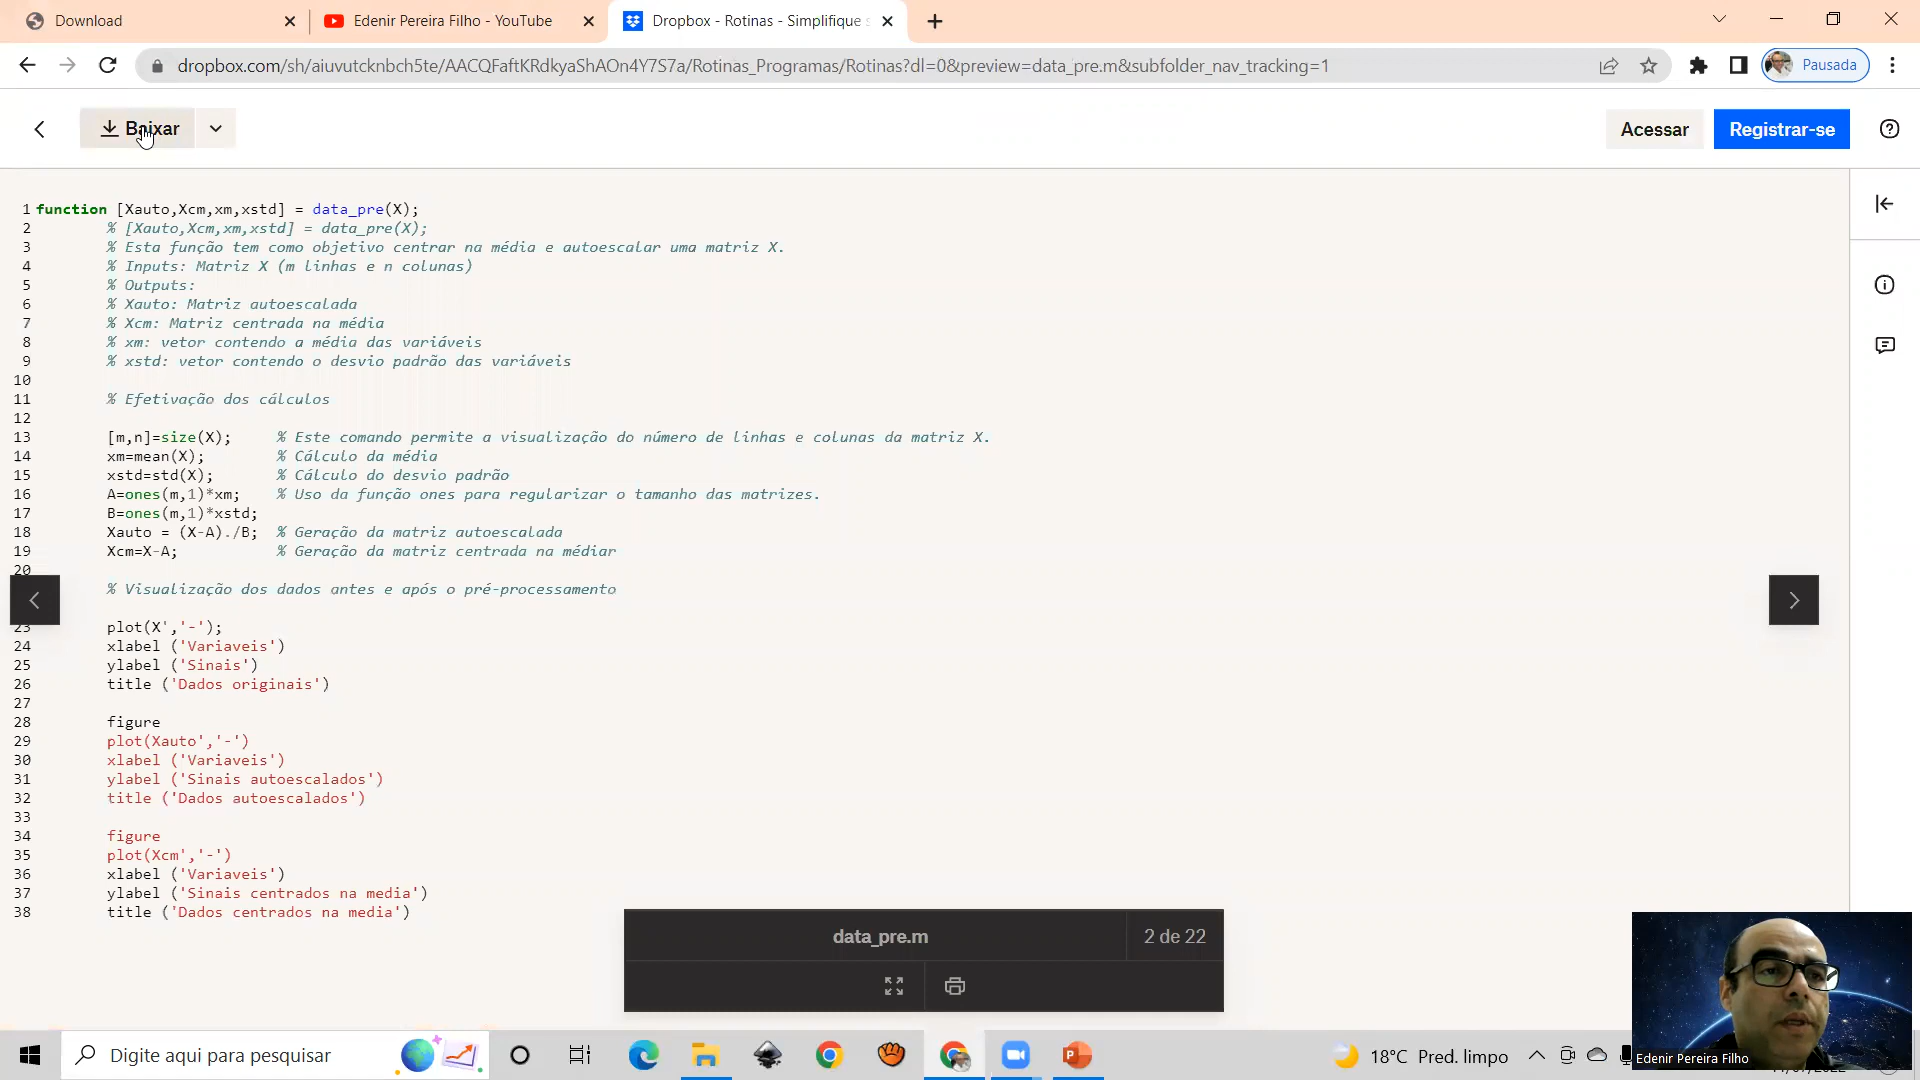 Download
Edenir Pereira Filho - YouTube
Dropbox - Rotinas - Simplifique s
dropbox.com/sh/aiuvutcknbch5te/AACQFaftKRdkyaShAOn4Y7S7a/Rotinas_Programas/Rotinas?dl=0&preview=data_pre.m&subfolder_nav_tracking=1
Pausada
Baixar
Acessar
Registrar-se
1 function [Xauto,Xcm,xm,xstd] = data_pre(X);
2 % [Xauto,Xcm,xm,xstd] = data_pre(X);
3 % Esta função tem como objetivo centrar na média e autoescalar uma matriz X.
4 % Inputs: Matriz X (m linhas e n colunas)
5 % Outputs:
6 % Xauto: Matriz autoescalada
7 % Xcm: Matriz centrada na média
8 % xm: vetor contendo a média das variáveis
9 % xstd: vetor contendo o desvio padrão das variáveis
10
11 % Efetivação dos cálculos
12
13 [m,n]=size(X); % Este comando permite a visualização do número de linhas e colunas da matriz X.
14 xm=mean(X); % Cálculo da média
15 xstd=std(X); % Cálculo do desvio padrão
16 A=ones(m,1)*xm; % Uso da função ones para regularizar o tamanho das matrizes.
17 B=ones(m,1)*xstd;
18 Xauto = (X-A)./B; % Geração da matriz autoescalada
19 Xcm=X-A; % Geração da matriz centrada na médiar
20
% Visualização dos dados antes e após o pré-processamento
23 plot(X','-');
24 xlabel ('Variaveis')
25 ylabel ('Sinais')
26 title ('Dados originais')
27
28 figure
29 plot(Xauto','-')
30 xlabel ('Variaveis')
31 ylabel ('Sinais autoescalados')
32 title ('Dados autoescalados')
33
34 figure
35 plot(Xcm','-')
36 xlabel ('Variaveis')
37 ylabel ('Sinais centrados na media')
38 title ('Dados centrados na media')
data_pre.m
2 de 22
Edenir Pereira Filho
Digite aqui para pesquisar
18°C Pred. limpo